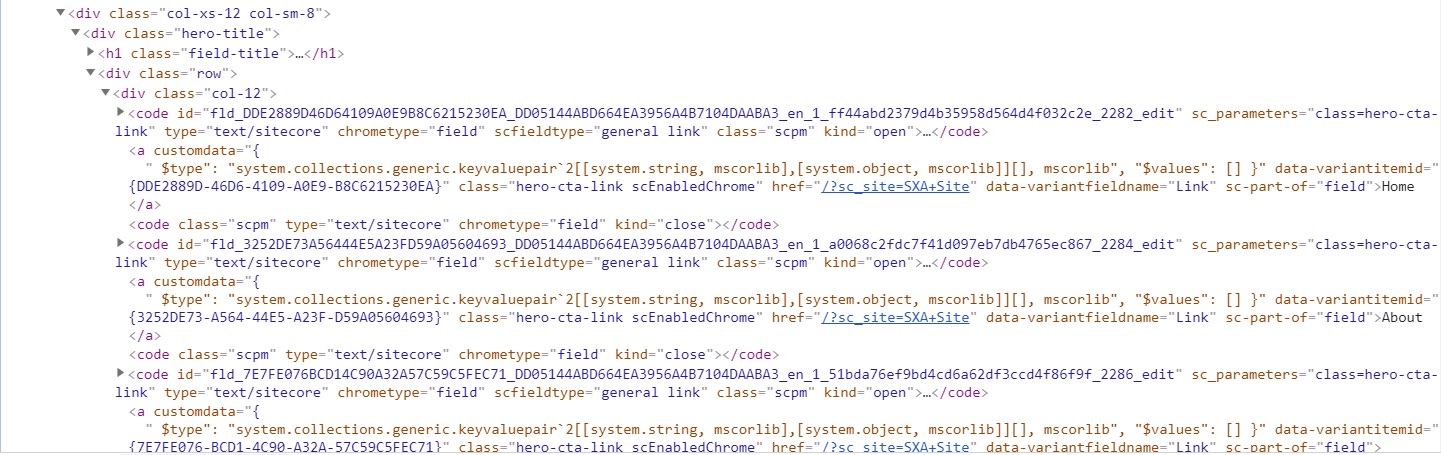 ▼<div class="col-xs-12 col-sm-8">
▼<div class="hero-title">
▶<h1 class="field-title">…</h1>
▼<div class="row">
▼<div class="col-12">
▶<code id="fld_DDE2889D46D64109A0E9B8C6215230EA_DD05144ABD664EA3956A4B7104DAABA3_en_1_ff44abd2379d4b35958d564d4f032c2e_2282_edit" sc_parameters="class=hero-cta-
link" type="text/sitecore" chrometype="field" scfieldtype="general link" class="scpm" kind="open">…</code>
<a customdata="{
" $type": "system.collections.generic.keyvaluepair`2[[system.string, mscorlib],[system.object, mscorlib]][], mscorlib", "$values": [] }" data-variantitemid="
{DDE2889D-46D6-4109-A0E9-B8C6215230EA}" class="hero-cta-link scEnabledChrome" href="/?sc_site=SXA+Site" data-variantfieldname="Link" sc-part-of="field">Home
</a>
<code class="scpm" type="text/sitecore" chrometype="field" kind="close"></code>
▶<code id="fld_3252DE73A56444E5A23FD59A05604693_DD05144ABD664EA3956A4B7104DAABA3_en_1_a0068c2fdc7f41d097eb7db4765ec867_2284_edit" sc_parameters="class=hero-cta-
link" type="text/sitecore" chrometype="field" scfieldtype="general link" class="scpm" kind="open">…</code>
<a customdata="{
" $type": "system.collections.generic.keyvaluepair`2[[system.string, mscorlib],[system.object, mscorlib]][], mscorlib", "$values": [] }" data-variantitemid="
{3252DE73-A564-44E5-A23F-D59A05604693}" class="hero-cta-link scEnabledChrome" href="/?sc_site=SXA+Site" data-variantfieldname="Link" sc-part-of="field">About
</a>
<code class="scpm" type="text/sitecore" chrometype="field" kind="close"></code>
▶<code id="fld_7E7FE076BCD14C90A32A57C59C5FEC71_DD05144ABD664EA3956A4B7104DAABA3_en_1_51bda76ef9bd4cd6a62df3ccd4f86f9f_2286_edit" sc_parameters="class=hero-cta-
link" type="text/sitecore" chrometype="field" scfieldtype="general link" class="scpm" kind="open">…</code>
<a customdata="{
" $type": "system.collections.generic.keyvaluepair`2[[system.string, mscorlib],[system.object, mscorlib]][], mscorlib", "$values": [] }" data-variantitemid="
{7E7FE076-BCD1-4C90-A32A-57C59C5FEC71}" class="hero-cta-link scEnabledChrome" href="/?sc_site=SXA+Site" data-variantfieldname="Link" sc-part-of="field">